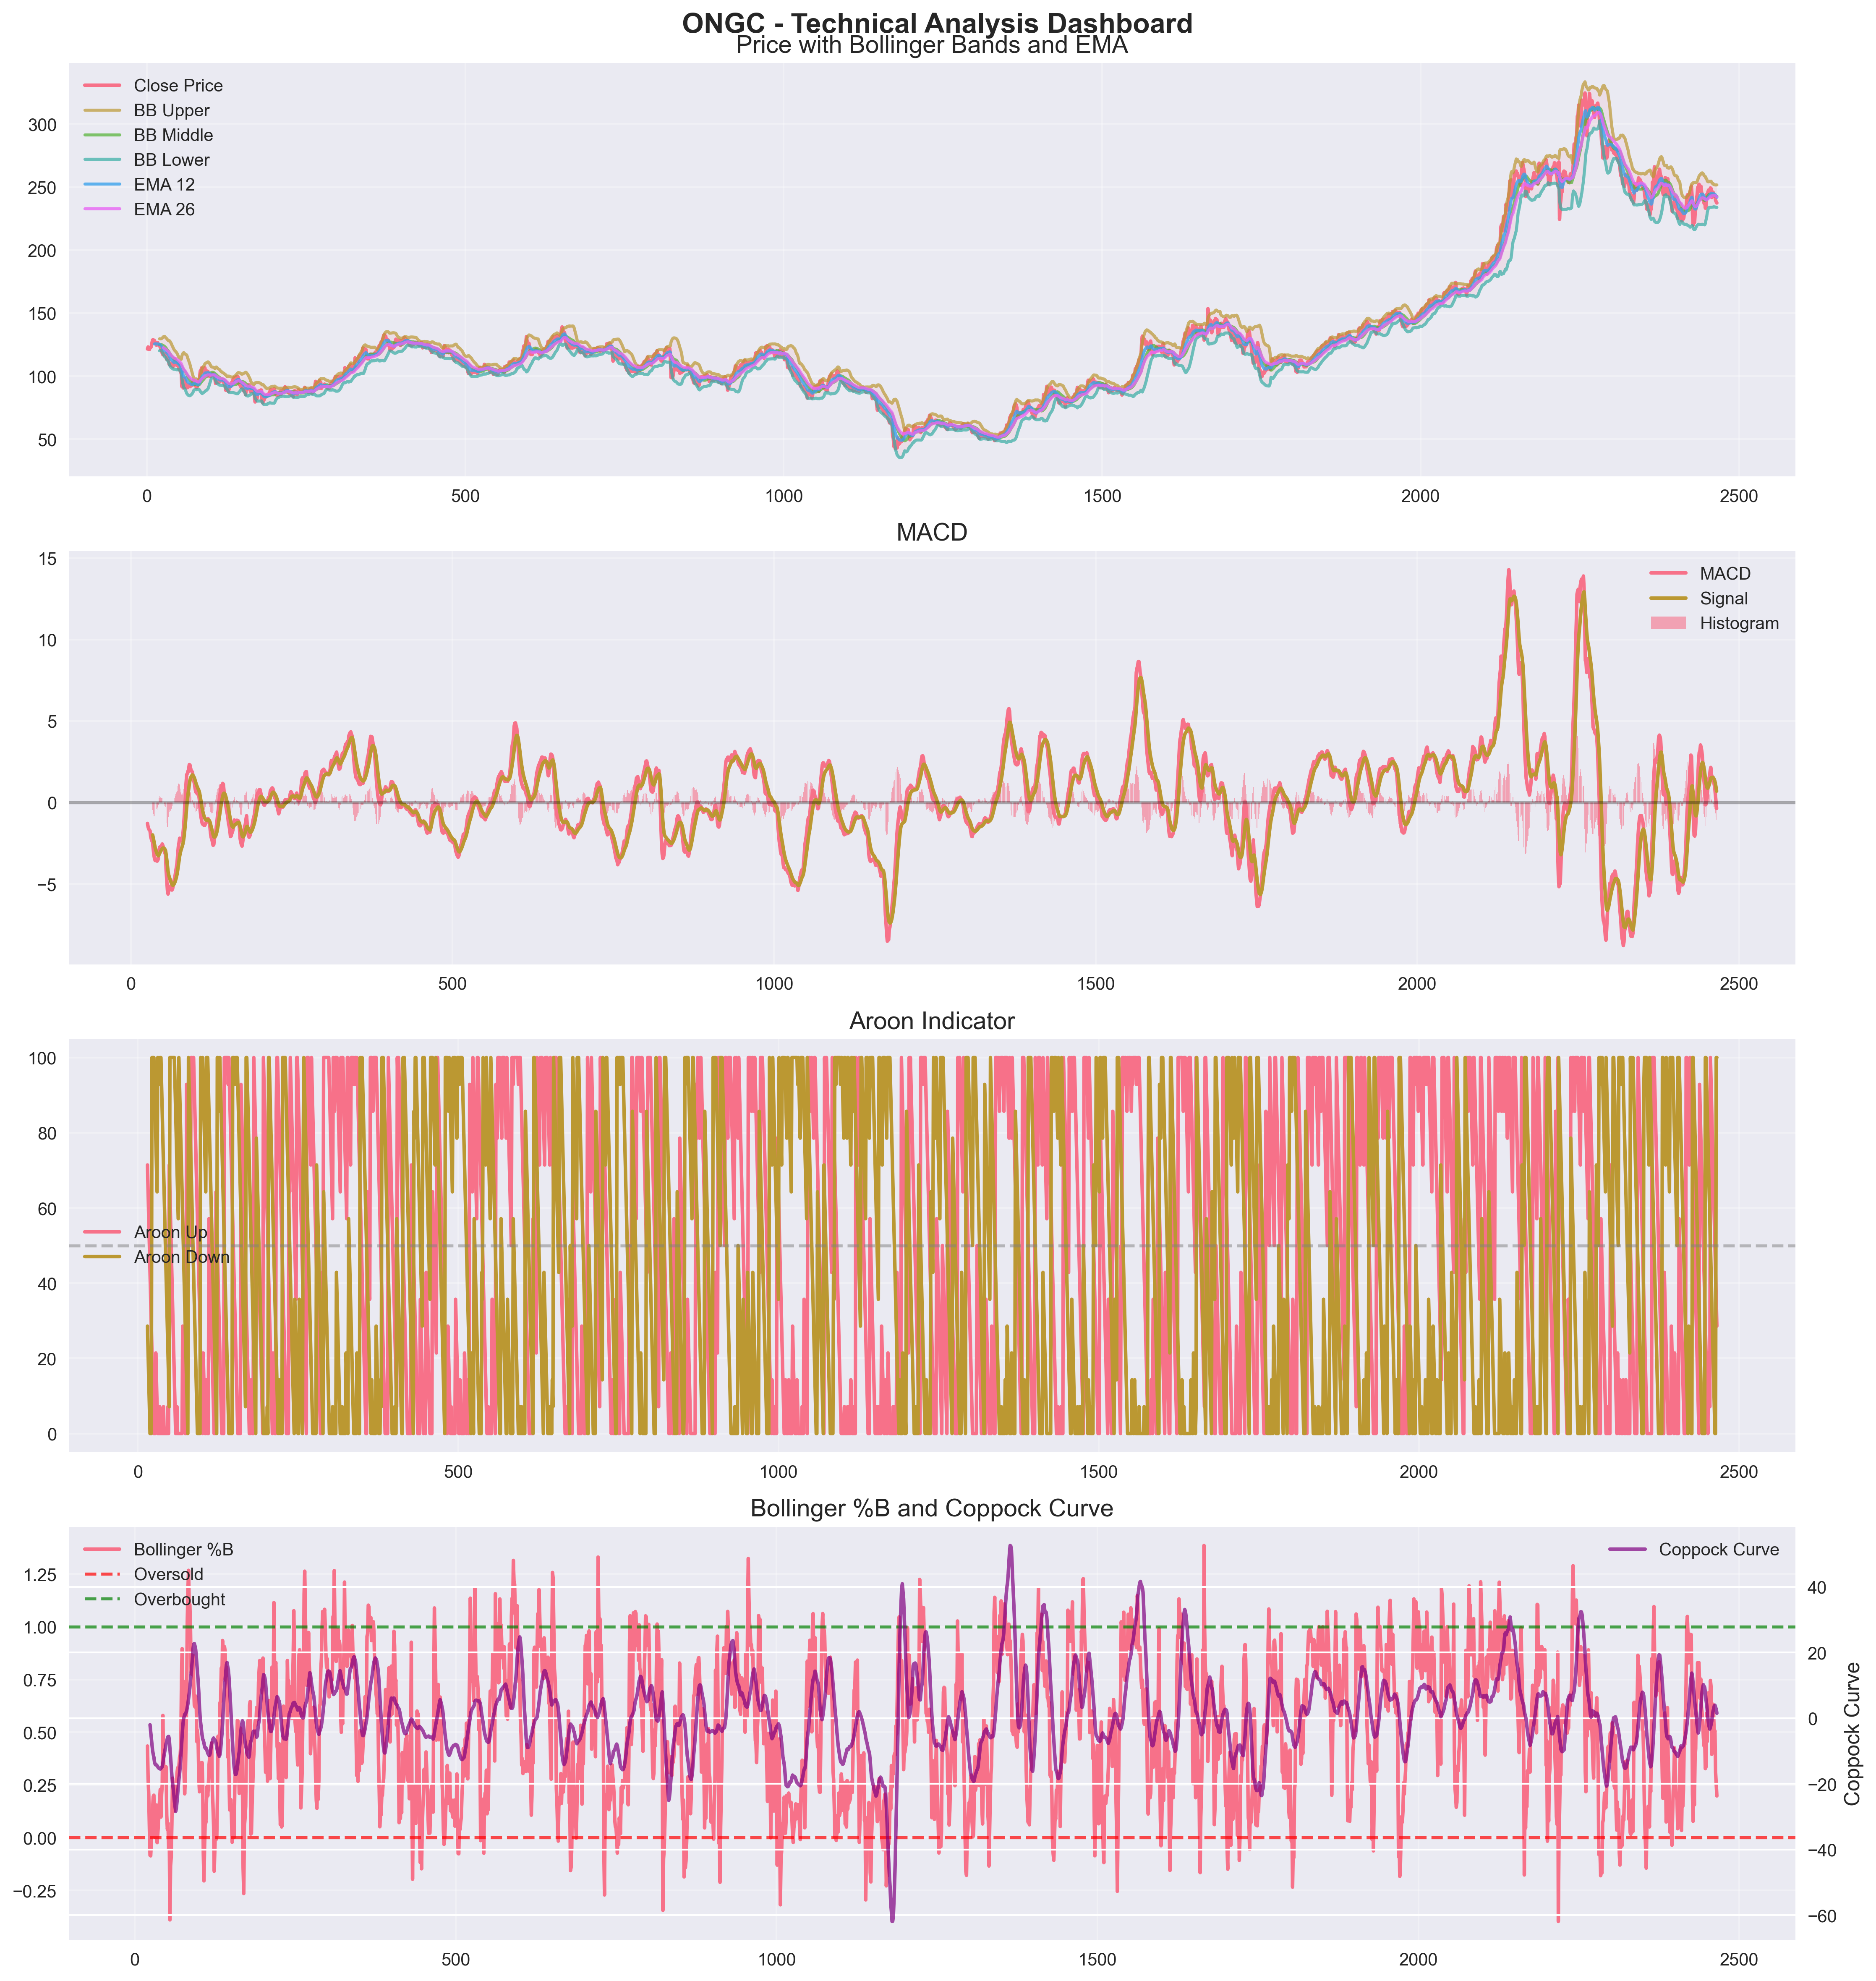 ONGC - Technical Analysis Dashboard
Price with Bollinger Bands and EMA
Close Price
BB Upper
BB Middle
BB Lower
EMA 12
EMA 26
300
250
200
150
100
50
0 500 1000 1500 2000 2500
MACD
MACD
Signal
Histogram
15
10
5
0
−5
0 500 1000 1500 2000 2500
Aroon Indicator
100
80
60
40
20
0
Aroon Up
Aroon Down
0 500 1000 1500 2000 2500
Bollinger %B and Coppock Curve
Bollinger %B
Oversold
Overbought
Coppock Curve
1.25
1.00
0.75
0.50
0.25
0.00
−0.25
40
20
0
−20
−40
−60
Coppock Curve
0 500 1000 1500 2000 2500